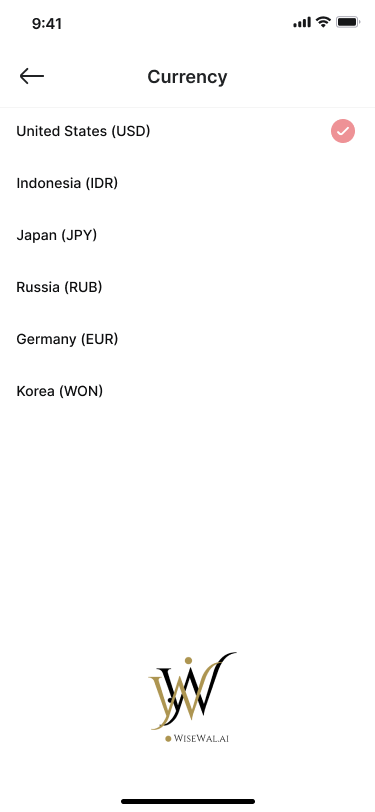 9:41
Currency
United States (USD)
Indonesia (IDR)
Japan (JPY)
Russia (RUB)
Germany (EUR)
Korea (WON)
WiseWal.ai